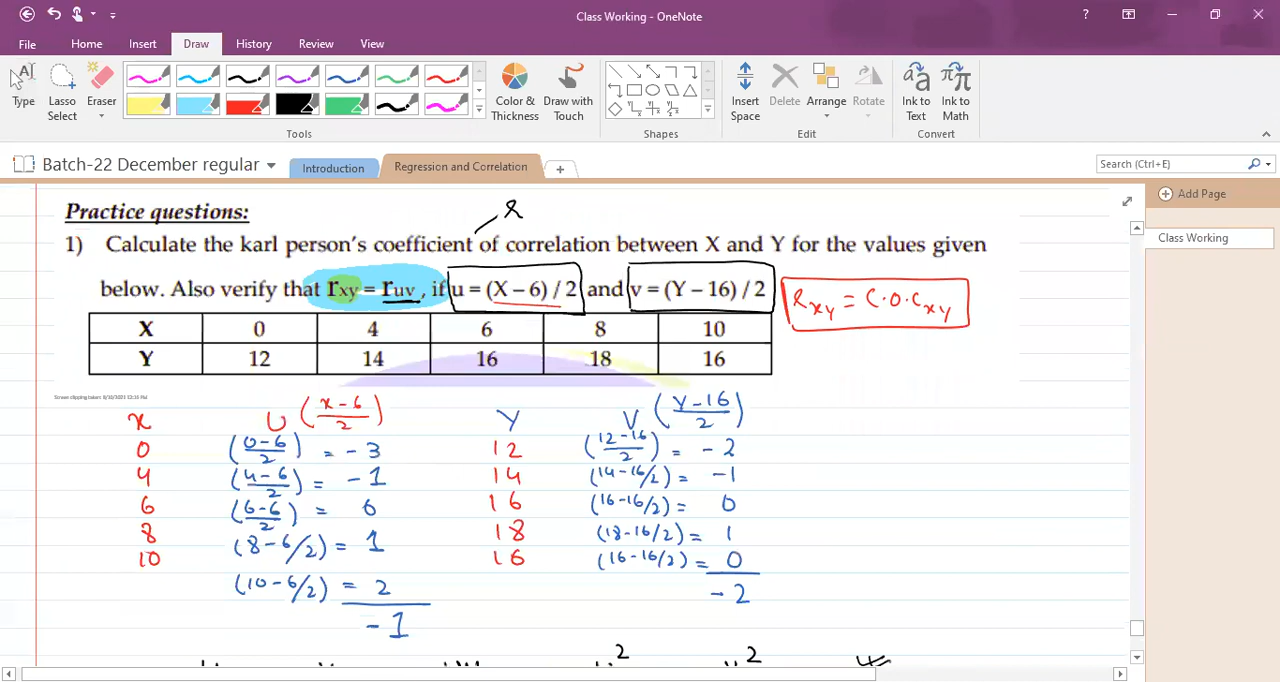 Class Working - OneNote
File Home Insert Draw History Review View
Type Lasso Select Eraser Color & Thickness Draw with Touch Insert Space Delete Arrange Rotate Ink to Text Ink to Math
Tools Shapes Edit Convert
Batch-22 December regular Introduction Regression and Correlation Search (Ctrl+E)
Add Page
Class Working
Practice questions:
r
1) Calculate the karl person's coefficient of correlation between X and Y for the values given
below. Also verify that rxy = ruv , if u = (X – 6) / 2 and v = (Y – 16) / 2
rxy = C.O.Cxy
X 0 4 6 8 10
Y 12 14 16 18 16
x U (x-6/2) Y V (Y-16/2)
0 (0-6/2) = -3 12 (12-16/2) = -2
4 (4-6/2) = -1 14 (14-16/2) = -1
6 (6-6/2) = 0 16 (16-16/2) = 0
8 (8-6/2) = 1 18 (18-16/2) = 1
10 (10-6/2) = 2 16 (16-16/2) = 0
-1 -2